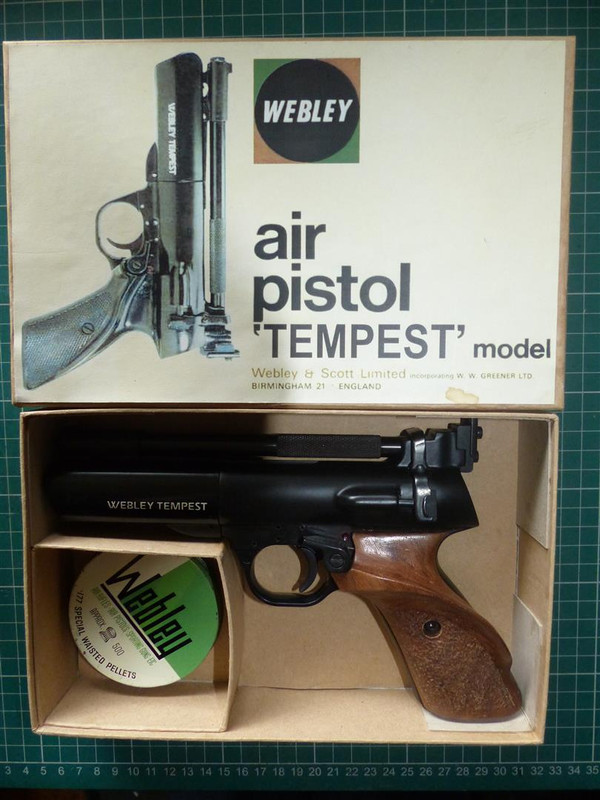 WEBLEY TEMPEST
WEBLEY
air
pistol
'TEMPEST' model
Webley & Scott Limited incorporating W. W. GREENER LTD.
BIRMINGHAM 21 · ENGLAND
WEBLEY TEMPEST
Webley
APPROX 500
.177 SPECIAL WAISTED PELLETS
3 4 5 6 7 8 9 10 11 12 13 14 15 16 17 18 19 20 21 22 23 24 25 26 27 28 29 30 31 32 33 34 35